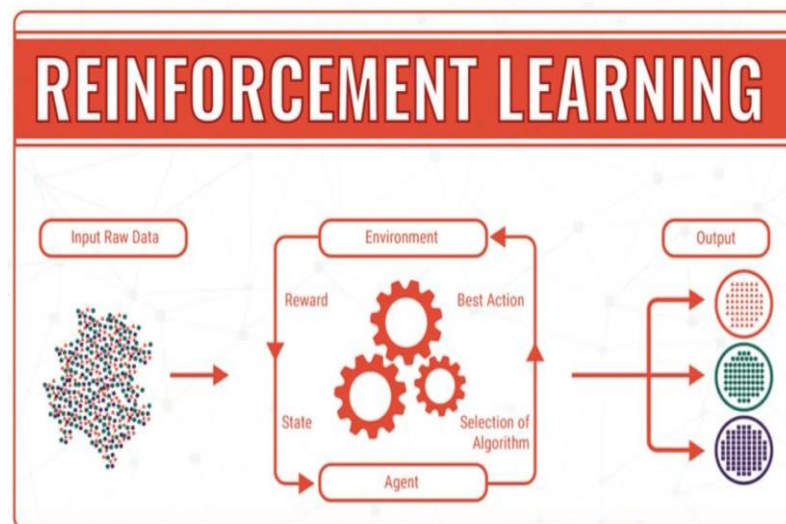 REINFORCEMENT LEARNING
Input Raw Data
Environment
Output
Reward
Best Action
State
Selection of
Algorithm
Agent